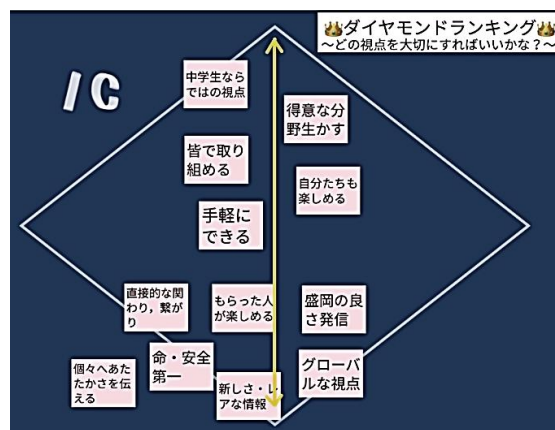 👑ダイヤモンドランキング👑
〜どの視点を大切にすればいいかな？〜
1C
中学生なら
ではの視点
得意な分
野生かす
皆で取り
組める
自分たちも
楽しめる
手軽に
できる
直接的な関
わり，繋が
り
もらった人
が楽しめる
盛岡の良
さ発信
命・安全
第一
グローバ
ルな視点
個々へあた
たかさを伝
える
新しさ・レ
アな情報